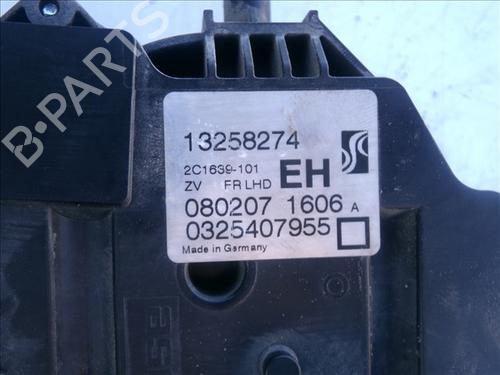 B-PARTS
13258274
2C1639-101
ZV FR LHD EH
080207 1606 A
0325407955
Made in Germany